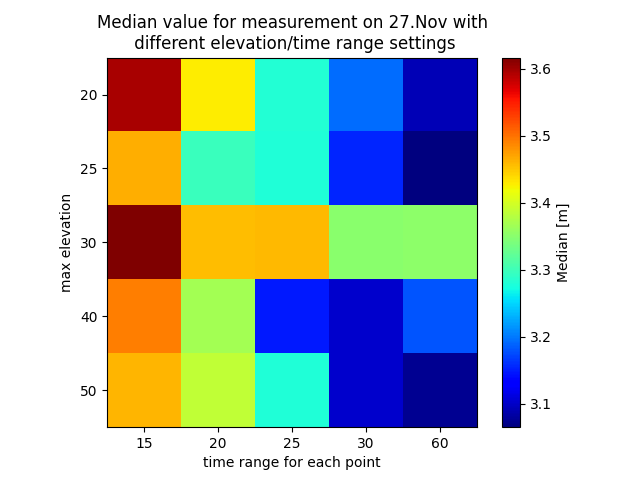 Median value for measurement on 27.Nov with
different elevation/time range settings
max elevation
20
25
30
40
50
15 20 25 30 60
time range for each point
3.6
3.5
3.4
3.3
3.2
3.1
Median [m]